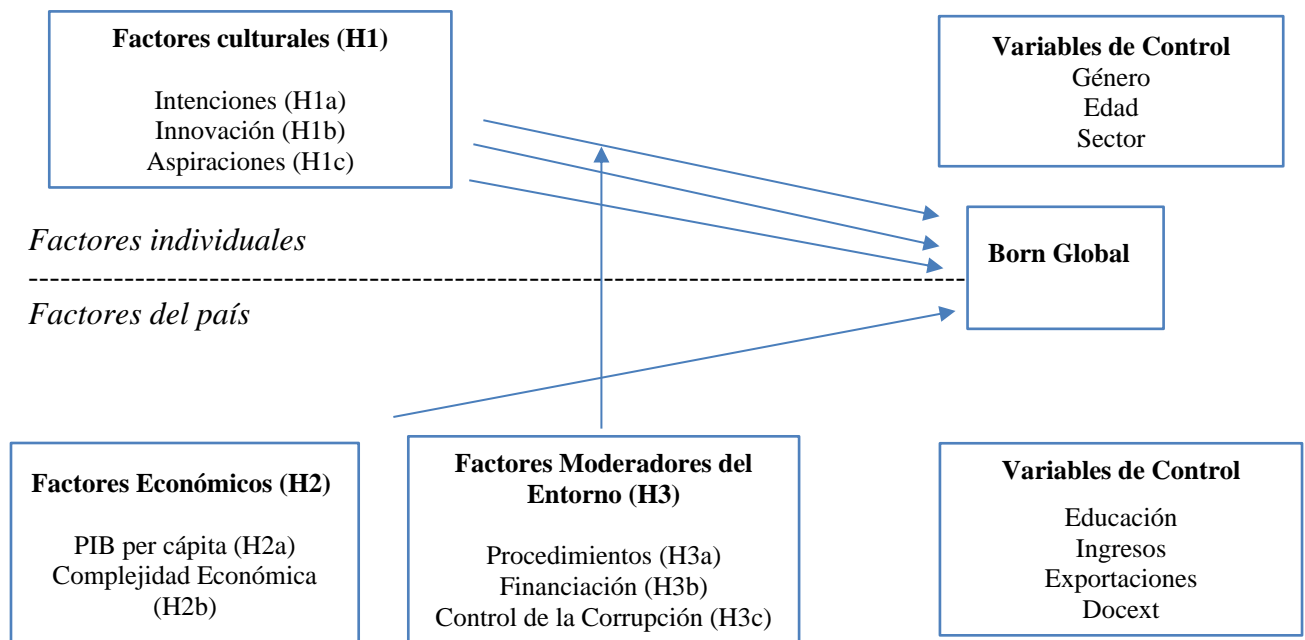 Factores culturales (H1)
Intenciones (H1a)
Innovación (H1b)
Aspiraciones (H1c)
Variables de Control
Género
Edad
Sector
Factores individuales
Born Global
Factores del país
Factores Económicos (H2)
PIB per cápita (H2a)
Complejidad Económica
(H2b)
Factores Moderadores del
Entorno (H3)
Procedimientos (H3a)
Financiación (H3b)
Control de la Corrupción (H3c)
Variables de Control
Educación
Ingresos
Exportaciones
Docext